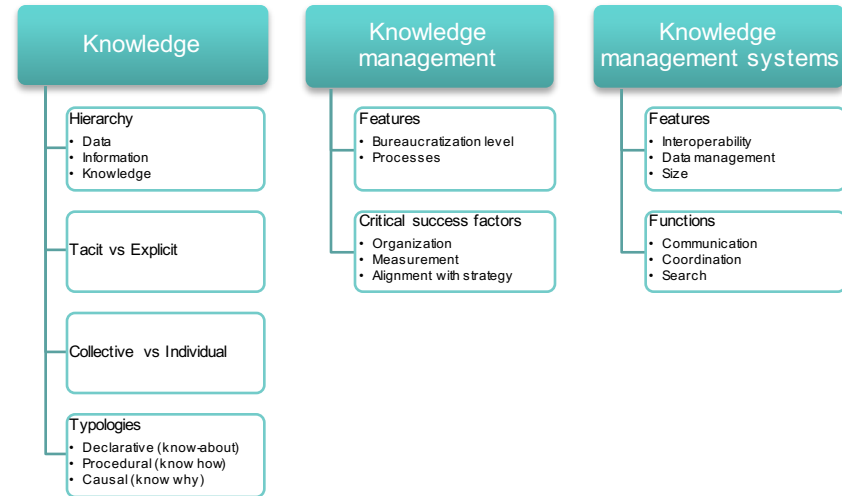 Knowledge
Hierarchy
• Data
• Information
• Knowledge
Tacit vs Explicit
Collective vs Individual
Typologies
• Declarative (know-about)
• Procedural (know how)
• Causal (know why)
Knowledge
management
Features
• Bureaucratization level
• Processes
Critical success factors
• Organization
• Measurement
• Alignment with strategy
Knowledge
management systems
Features
• Interoperability
• Data management
• Size
Functions
• Communication
• Coordination
• Search